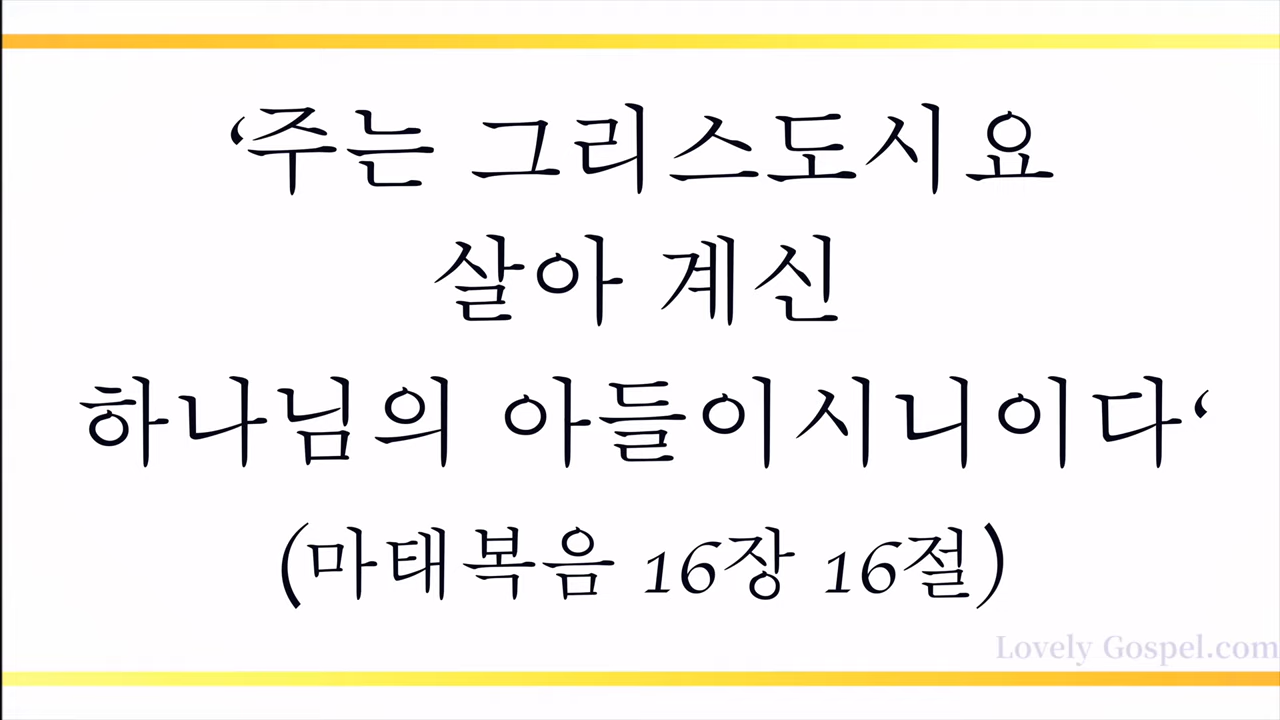 ‘주는 그리스도시요
살아 계신
하나님의 아들이시니이다‘
(마태복음 16장 16절)
Lovely Gospel.com